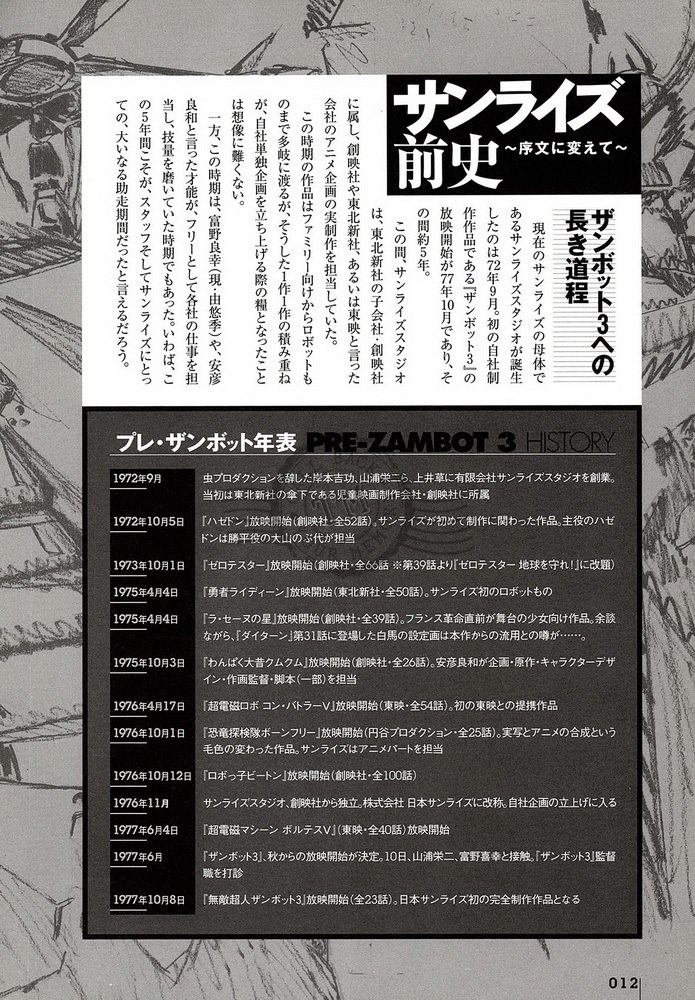 サンライズ
前史
～序文に変えて～
ザンボット3への
長き道程
現在のサンライズの母体で
あるサンライズスタジオが誕生
したのは72年9月。初の自社制
作作品である『ザンボット3』の
放映開始が77年10月であり、そ
の間約5年。
この間、サンライズスタジオ
は、東北新社の子会社・創映社
に属し、創映社や東北新社、あるいは東映と言った
会社のアニメ企画の実制作を担当していた。
この時期の作品はファミリー向けからロボットも
のまで多岐に渡るが、そうした1作1作の積み重ね
が、自社単独企画を立ち上げる際の糧となったこと
は想像に難くない。
一方、この時期は、富野良幸(現・由悠季)や、安彦
良和と言った才能が、フリーとして各社の仕事を担
当し、技量を磨いていた時期でもあった。いわば、こ
の5年間こそが、スタッフそしてサンライズにとっ
ての、大いなる助走期間だったと言えるだろう。
プレ・ザンボット年表 PRE-ZAMBOT 3 HISTORY
1972年9月 虫プロダクションを辞した岸本吉功、山浦栄二ら、上井草に有限会社サンライズスタジオを創業。
当初は東北新社の傘下である児童映画制作会社・創映社に所属
1972年10月5日 『ハゼドン』放映開始(創映社・全52話)。サンライズが初めて制作に関わった作品。主役のハゼ
ドンは勝平役の大山のぶ代が担当
1973年10月1日 『ゼロテスター』放映開始(創映社・全66話 ※第39話より『ゼロテスター 地球を守れ!』に改題)
1975年4月4日 『勇者ライディーン』放映開始(東北新社・全50話)。サンライズ初のロボットもの
1975年4月4日 『ラ・セーヌの星』放映開始(創映社・全39話)。フランス革命直前が舞台の少女向け作品。余談
ながら、『ダイターン』第31話に登場した白馬の設定画は本作からの流用との噂が……。
1975年10月3日 『わんぱく大昔クムクム』放映開始(創映社・全26話)。安彦良和が企画・原作・キャラクターデザ
イン・作画監督・脚本(一部)を担当
1976年4月17日 『超電磁ロボ コン・バトラーV』放映開始(東映・全54話)。初の東映との提携作品
1976年10月1日 『恐竜探検隊ボーンフリー』放映開始(円谷プロダクション・全25話)。実写とアニメの合成という
毛色の変わった作品。サンライズはアニメパートを担当
1976年10月12日 『ロボっ子ビートン』放映開始(創映社・全100話)
1976年11月 サンライズスタジオ、創映社から独立。株式会社 日本サンライズに改称。自社企画の立上げに入る
1977年6月4日 『超電磁マシーン ボルテスV』(東映・全40話)放映開始
1977年6月 『ザンボット3』、秋からの放映開始が決定。10日、山浦栄二、富野喜幸と接触。『ザンボット3』監督
職を打診
1977年10月8日 『無敵超人ザンボット3』放映開始(全23話)。日本サンライズ初の完全制作作品となる
012